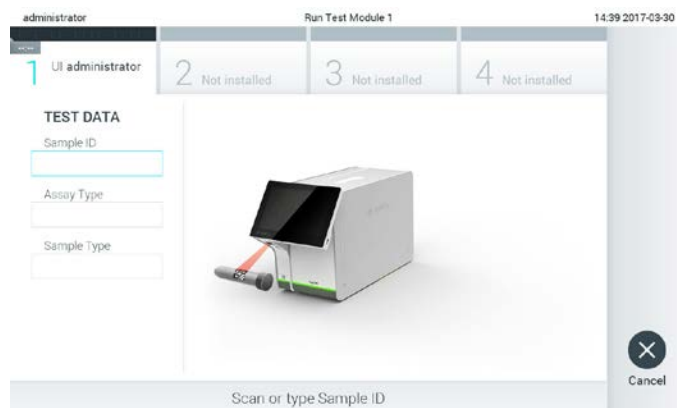 administrator Run Test Module 1 14:39 2017-03-30
1 UI administrator 2 Not installed 3 Not installed 4 Not installed
TEST DATA
Sample ID
Assay Type
Sample Type
Cancel
Scan or type Sample ID